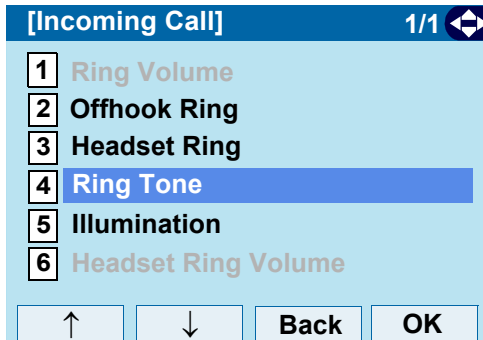 [Incoming Call] 1/1
1 Ring Volume
2 Offhook Ring
3 Headset Ring
4 Ring Tone
5 Illumination
6 Headset Ring Volume
↑ ↓ Back OK